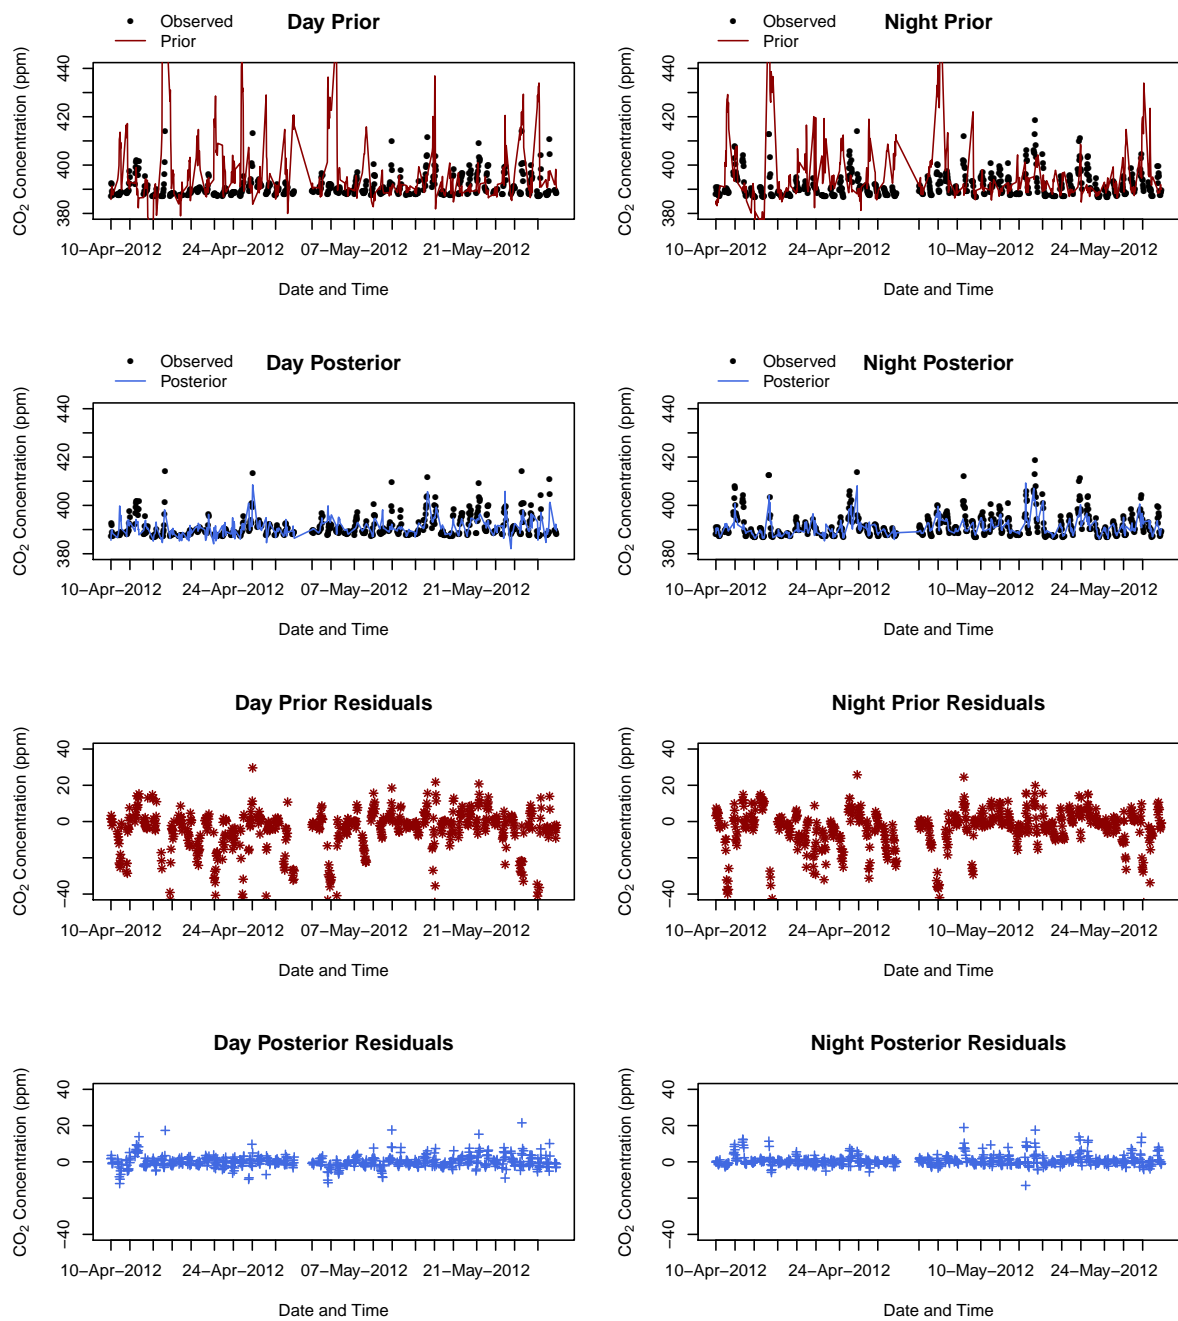 Day Prior
Observed
Prior
CO2 Concentration (ppm)
380 400 420 440
10−Apr−2012 24−Apr−2012 07−May−2012 21−May−2012
Date and Time
Night Prior
Observed
Prior
CO2 Concentration (ppm)
380 400 420 440
10−Apr−2012 24−Apr−2012 10−May−2012 24−May−2012
Date and Time
Day Posterior
Observed
Posterior
CO2 Concentration (ppm)
380 400 420 440
10−Apr−2012 24−Apr−2012 07−May−2012 21−May−2012
Date and Time
Night Posterior
Observed
Posterior
CO2 Concentration (ppm)
380 400 420 440
10−Apr−2012 24−Apr−2012 10−May−2012 24−May−2012
Date and Time
Day Prior Residuals
CO2 Concentration (ppm)
−40 0 20 40
10−Apr−2012 24−Apr−2012 07−May−2012 21−May−2012
Date and Time
Night Prior Residuals
CO2 Concentration (ppm)
−40 0 20 40
10−Apr−2012 24−Apr−2012 10−May−2012 24−May−2012
Date and Time
Day Posterior Residuals
CO2 Concentration (ppm)
−40 0 20 40
10−Apr−2012 24−Apr−2012 07−May−2012 21−May−2012
Date and Time
Night Posterior Residuals
CO2 Concentration (ppm)
−40 0 20 40
10−Apr−2012 24−Apr−2012 10−May−2012 24−May−2012
Date and Time